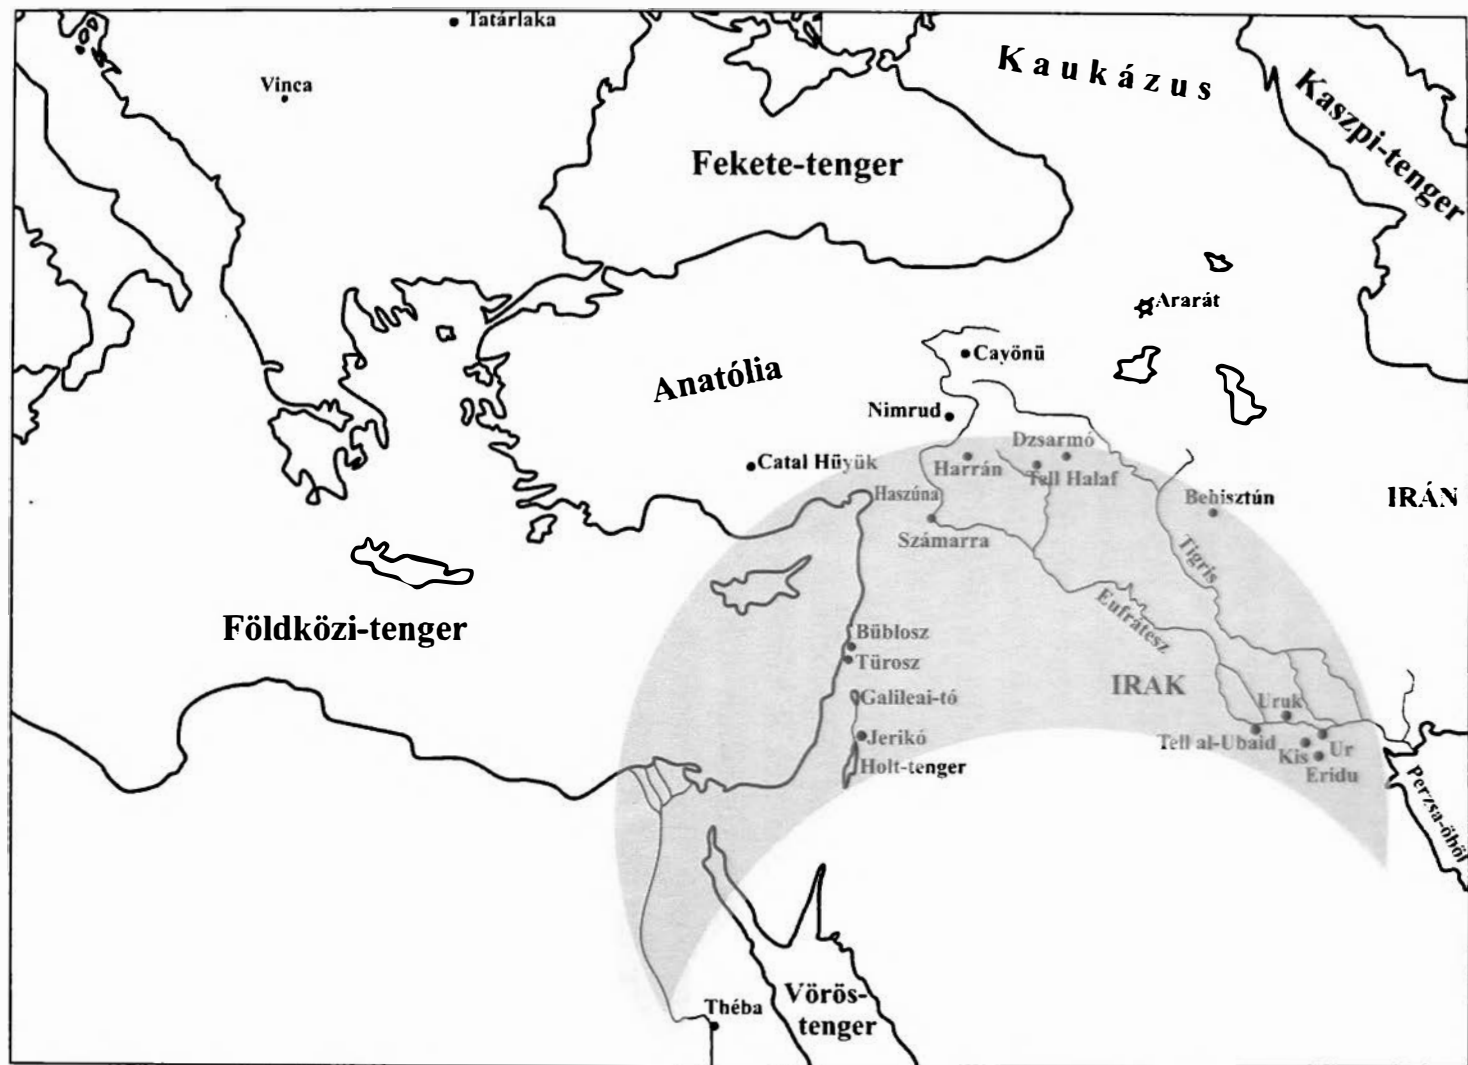 Tatárlaka
Vinca
Kaukázus
Kaszpi-tenger
Fekete-tenger
Ararát
Cayönü
Anatólia
Nimrud
Dzsarmó
Catal Hüyük
Harrán
Tell Halaf
Haszúna
Behisztún
IRÁN
Számarra
Tigris
Eufrátesz
Földközi-tenger
Büblosz
Türosz
IRAK
Galileai-tó
Uruk
Jerikó
Tell al-Ubaid
Kis
Ur
Holt-tenger
Eridu
Perzsa-öböl
Théba
Vörös-
tenger